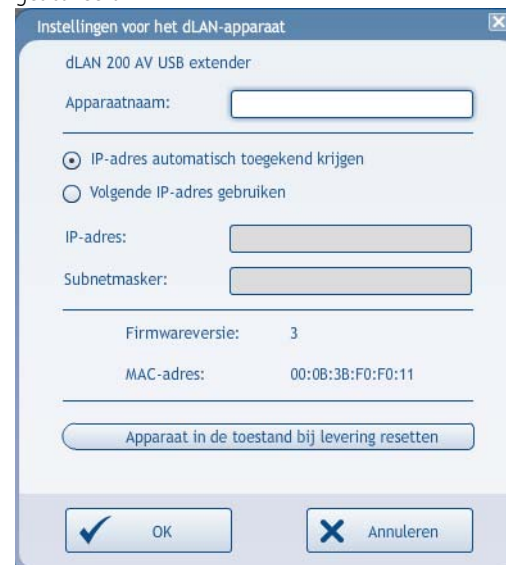 Instellingen voor het dLAN-apparaat
dLAN 200 AV USB extender
Apparaatnaam:
IP-adres automatisch toegekend krijgen
Volgende IP-adres gebruiken
IP-adres:
Subnetmasker:
Firmwareversie: 3
MAC-adres: 00:0B:3B:F0:F0:11
Apparaat in de toestand bij levering resetten
OK Annuleren